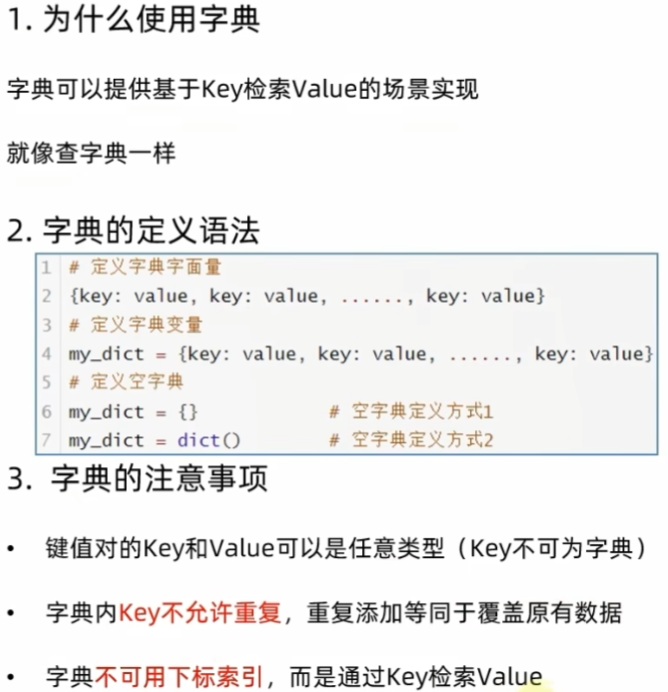 1. 为什么使用字典
字典可以提供基于Key检索Value的场景实现
就像查字典一样
2. 字典的定义语法
1 # 定义字典字面量
2 {key: value, key: value, ......, key: value}
3 # 定义字典变量
4 my_dict = {key: value, key: value, ......, key: value}
5 # 定义空字典
6 my_dict = {} # 空字典定义方式1
7 my_dict = dict() # 空字典定义方式2
3. 字典的注意事项
• 键值对的Key和Value可以是任意类型（Key不可为字典）
• 字典内Key不允许重复，重复添加等同于覆盖原有数据
• 字典不可用下标索引，而是通过Key检索Value